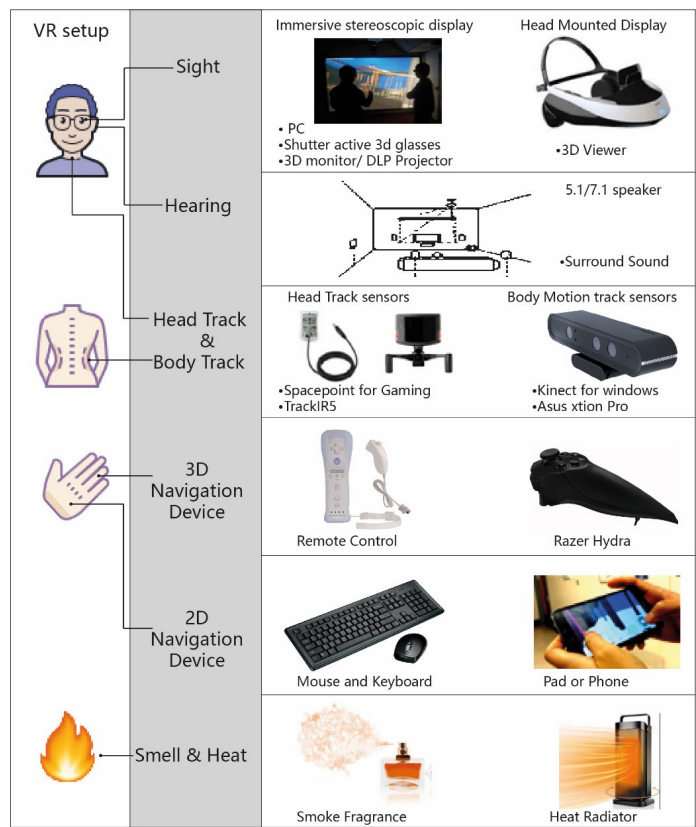 VR setup
Sight
Immersive stereoscopic display
Head Mounted Display
• PC
•Shutter active 3d glasses
•3D monitor/ DLP Projector
•3D Viewer
Hearing
5.1/7.1 speaker
•Surround Sound
Head Track
&
Body Track
Head Track sensors
Body Motion track sensors
•Spacepoint for Gaming
•TrackIR5
•Kinect for windows
•Asus xtion Pro
3D
Navigation
Device
Remote Control
Razer Hydra
2D
Navigation
Device
Mouse and Keyboard
Pad or Phone
Smell & Heat
Smoke Fragrance
Heat Radiator